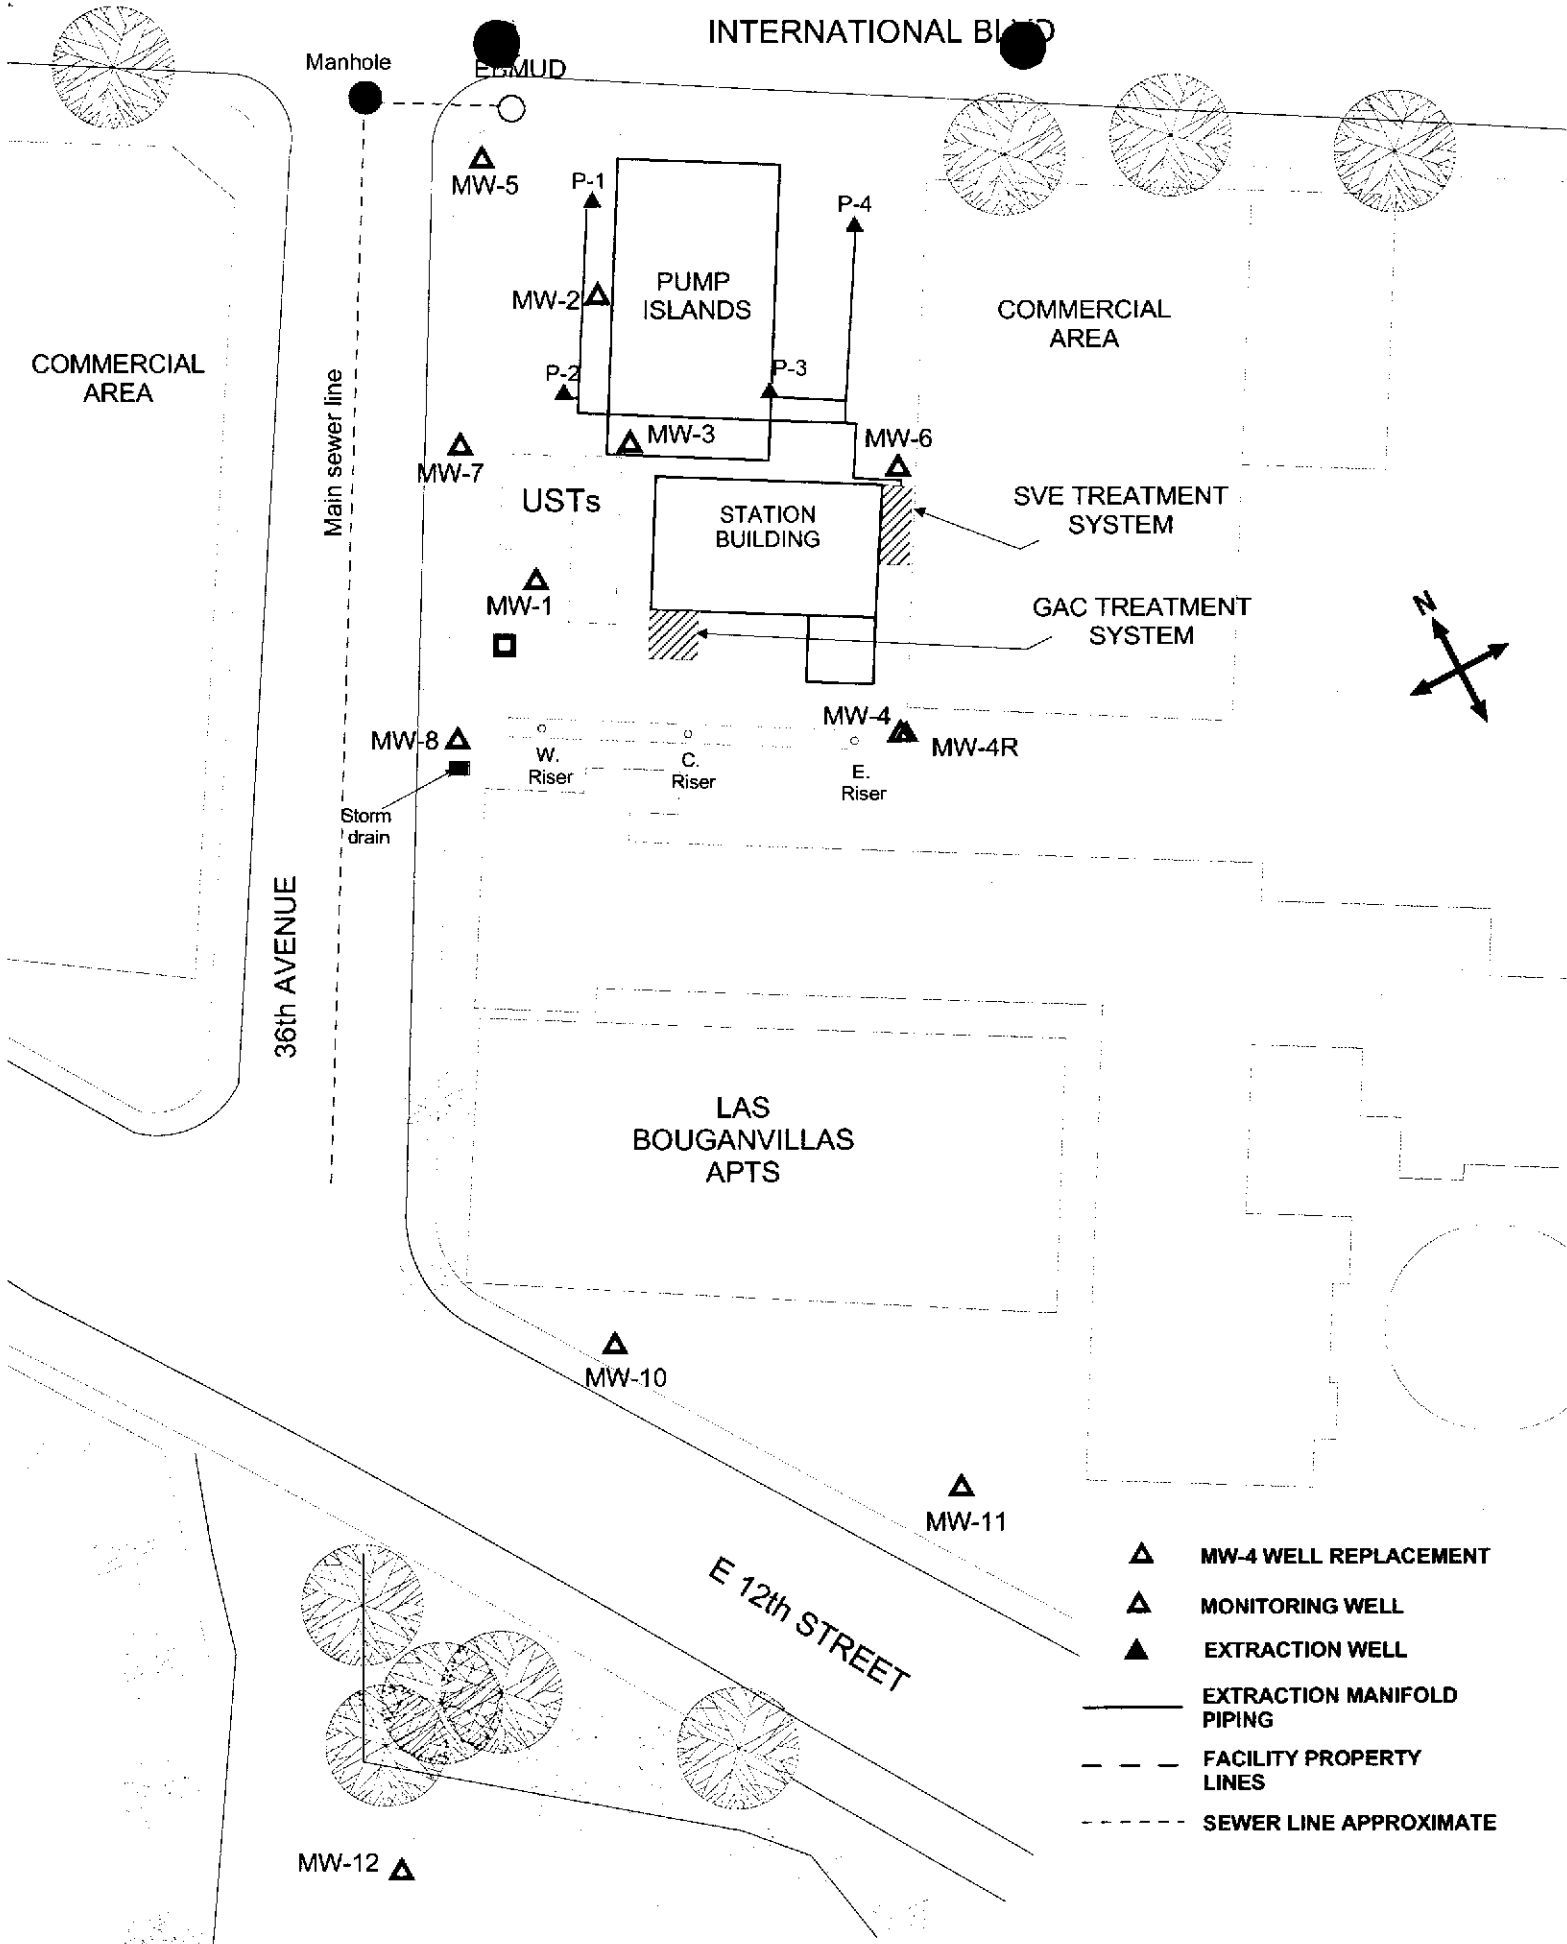 INTERNATIONAL BLVD
Manhole
EBMUD
MW-5
P-1
P-4
MW-2
PUMP
ISLANDS
COMMERCIAL
AREA
COMMERCIAL
AREA
P-2
P-3
Main sewer line
MW-3
MW-6
MW-7
USTs
STATION
BUILDING
SVE TREATMENT
SYSTEM
MW-1
GAC TREATMENT
SYSTEM
N
MW-4
MW-4R
MW-8
W.
Riser
C.
Riser
E.
Riser
Storm
drain
36th AVENUE
LAS
BOUGANVILLAS
APTS
MW-10
MW-11
E 12th STREET
MW-12
MW-4 WELL REPLACEMENT
MONITORING WELL
EXTRACTION WELL
EXTRACTION MANIFOLD
PIPING
FACILITY PROPERTY
LINES
SEWER LINE APPROXIMATE